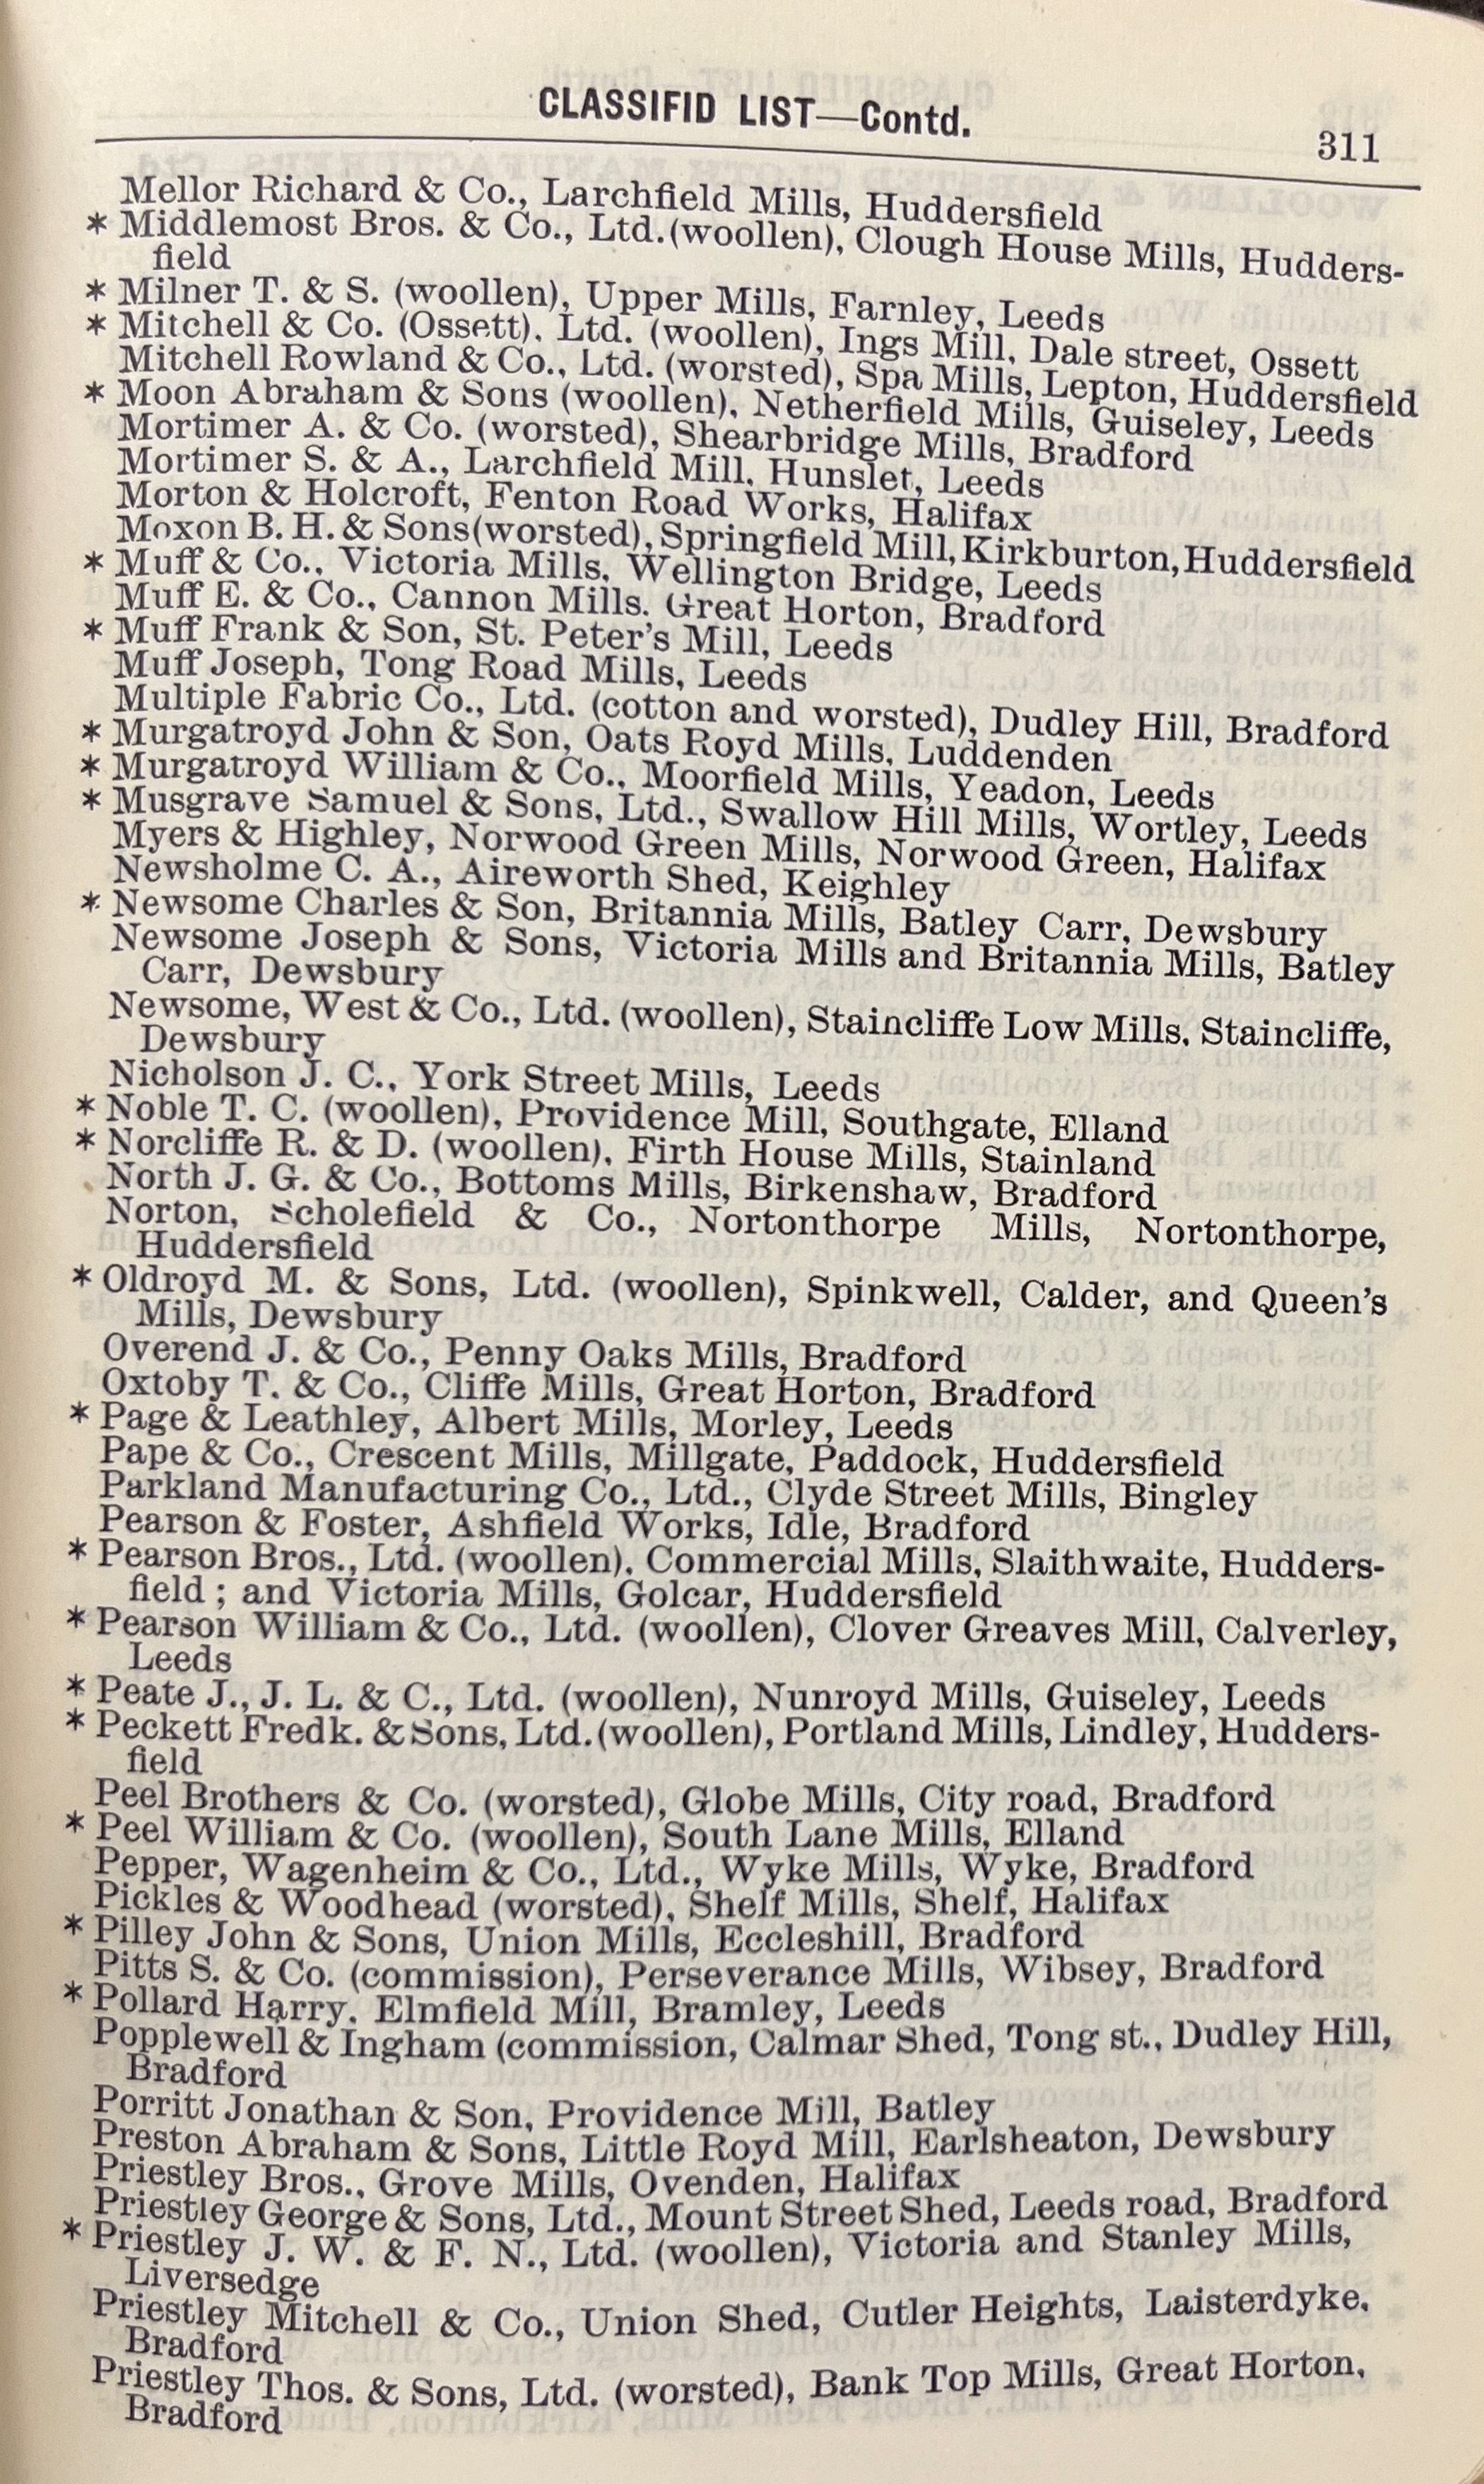 CLASSIFID LIST—Contd.
311
Mellor Richard & Co., Larchfield Mills, Huddersfield
* Middlemost Bros. & Co., Ltd.(woollen), Clough House Mills, Hudders-
field
* Milner T. & S. (woollen), Upper Mills, Farnley, Leeds
* Mitchell & Co. (Ossett). Ltd. (woollen), Ings Mill, Dale street, Ossett
Mitchell Rowland & Co., Ltd. (worsted), Spa Mills, Lepton, Huddersfield
* Moon Abraham & Sons (woollen), Netherfield Mills, Guiseley, Leeds
Mortimer A. & Co. (worsted), Shearbridge Mills, Bradford
Mortimer S. & A., Larchfield Mill, Hunslet, Leeds
Morton & Holcroft, Fenton Road Works, Halifax
Moxon B. H. & Sons(worsted), Springfield Mill, Kirkburton, Huddersfield
* Muff & Co., Victoria Mills, Wellington Bridge, Leeds
Muff E. & Co., Cannon Mills. Great Horton, Bradford
* Muff Frank & Son, St. Peter's Mill, Leeds
Muff Joseph, Tong Road Mills, Leeds
Multiple Fabric Co., Ltd. (cotton and worsted), Dudley Hill, Bradford
* Murgatroyd John & Son, Oats Royd Mills, Luddenden
* Murgatroyd William & Co., Moorfield Mills, Yeadon, Leeds
* Musgrave Samuel & Sons, Ltd., Swallow Hill Mills, Wortley, Leeds
Myers & Highley, Norwood Green Mills, Norwood Green, Halifax
Newsholme C. A., Aireworth Shed, Keighley
* Newsome Charles & Son, Britannia Mills, Batley Carr, Dewsbury
Newsome Joseph & Sons, Victoria Mills and Britannia Mills, Batley
Carr, Dewsbury
Newsome, West & Co., Ltd. (woollen), Staincliffe Low Mills, Staincliffe,
Dewsbury
Nicholson J. C., York Street Mills, Leeds
* Noble T. C. (woollen), Providence Mill, Southgate, Elland
* Norcliffe R. & D. (woollen), Firth House Mills, Stainland
North J. G. & Co., Bottoms Mills, Birkenshaw, Bradford
Norton, Scholefield & Co., Nortonthorpe Mills, Nortonthorpe,
Huddersfield
* Oldroyd M. & Sons, Ltd. (woollen), Spinkwell, Calder, and Queen's
Mills, Dewsbury
Overend J. & Co., Penny Oaks Mills, Bradford
Oxtoby T. & Co., Cliffe Mills, Great Horton, Bradford
* Page & Leathley, Albert Mills, Morley, Leeds
Pape & Co., Crescent Mills, Millgate, Paddock, Huddersfield
Parkland Manufacturing Co., Ltd., Clyde Street Mills, Bingley
Pearson & Foster, Ashfield Works, Idle, Bradford
* Pearson Bros., Ltd. (woollen), Commercial Mills, Slaithwaite, Hudders-
field ; and Victoria Mills, Golcar, Huddersfield
* Pearson William & Co., Ltd. (woollen), Clover Greaves Mill, Calverley,
Leeds
* Peate J., J. L. & C., Ltd. (woollen), Nunroyd Mills, Guiseley, Leeds
* Peckett Fredk. & Sons, Ltd. (woollen), Portland Mills, Lindley, Hudders-
field
Peel Brothers & Co. (worsted), Globe Mills, City road, Bradford
* Peel William & Co. (woollen), South Lane Mills, Elland
Pepper, Wagenheim & Co., Ltd., Wyke Mills, Wyke, Bradford
Pickles & Woodhead (worsted), Shelf Mills, Shelf, Halifax
* Pilley John & Sons, Union Mills, Eccleshill, Bradford
Pitts S. & Co. (commission), Perseverance Mills, Wibsey, Bradford
* Pollard Harry, Elmfield Mill, Bramley, Leeds
Popplewell & Ingham (commission, Calmar Shed, Tong st., Dudley Hill,
Bradford
Porritt Jonathan & Son, Providence Mill, Batley
Preston Abraham & Sons, Little Royd Mill, Earlsheaton, Dewsbury
Priestley Bros., Grove Mills, Ovenden, Halifax
Priestley George & Sons, Ltd., Mount Street Shed, Leeds road, Bradford
* Priestley J. W. & F. N., Ltd. (woollen), Victoria and Stanley Mills,
Liversedge
Priestley Mitchell & Co., Union Shed, Cutler Heights, Laisterdyke,
Bradford
Priestley Thos. & Sons, Ltd. (worsted), Bank Top Mills, Great Horton,
Bradford